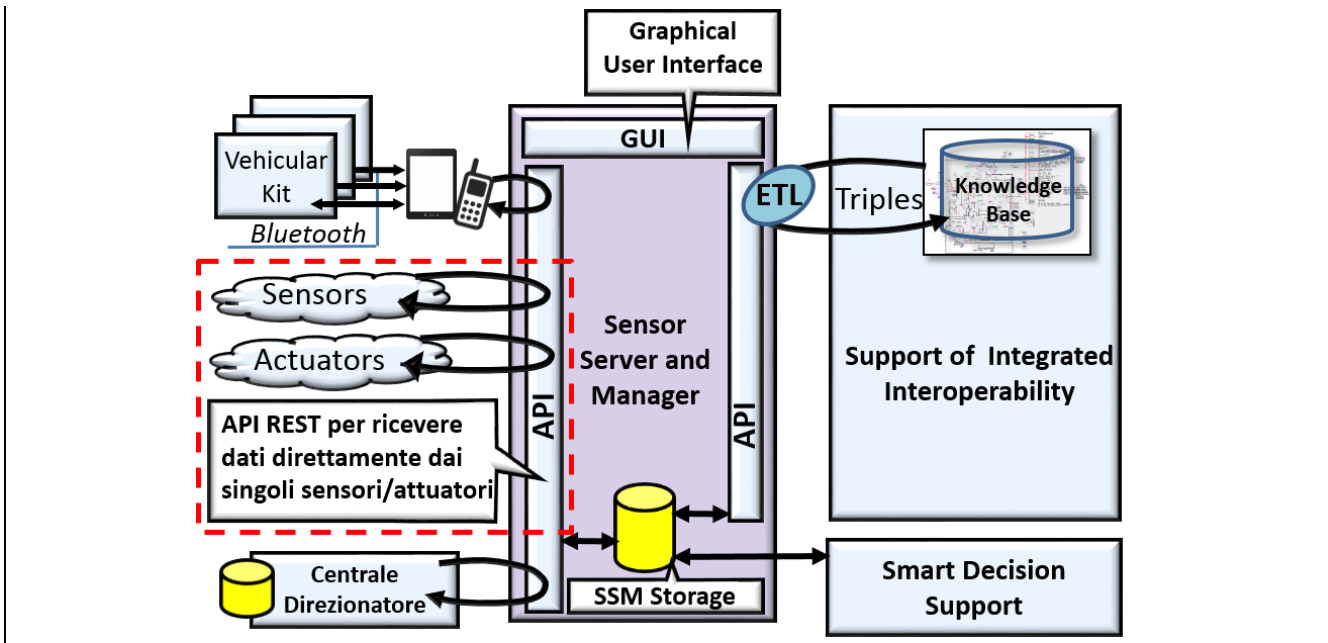 Graphical
User Interface
GUI
Vehicular
Kit
Bluetooth
ETL
Triples
Knowledge
Base
Sensors
Actuators
API REST per ricevere
dati direttamente dai
singoli sensori/attuatori
API
Sensor
Server and
Manager
API
Support of Integrated
Interoperability
Centrale
Direzionatore
SSM Storage
Smart Decision
Support